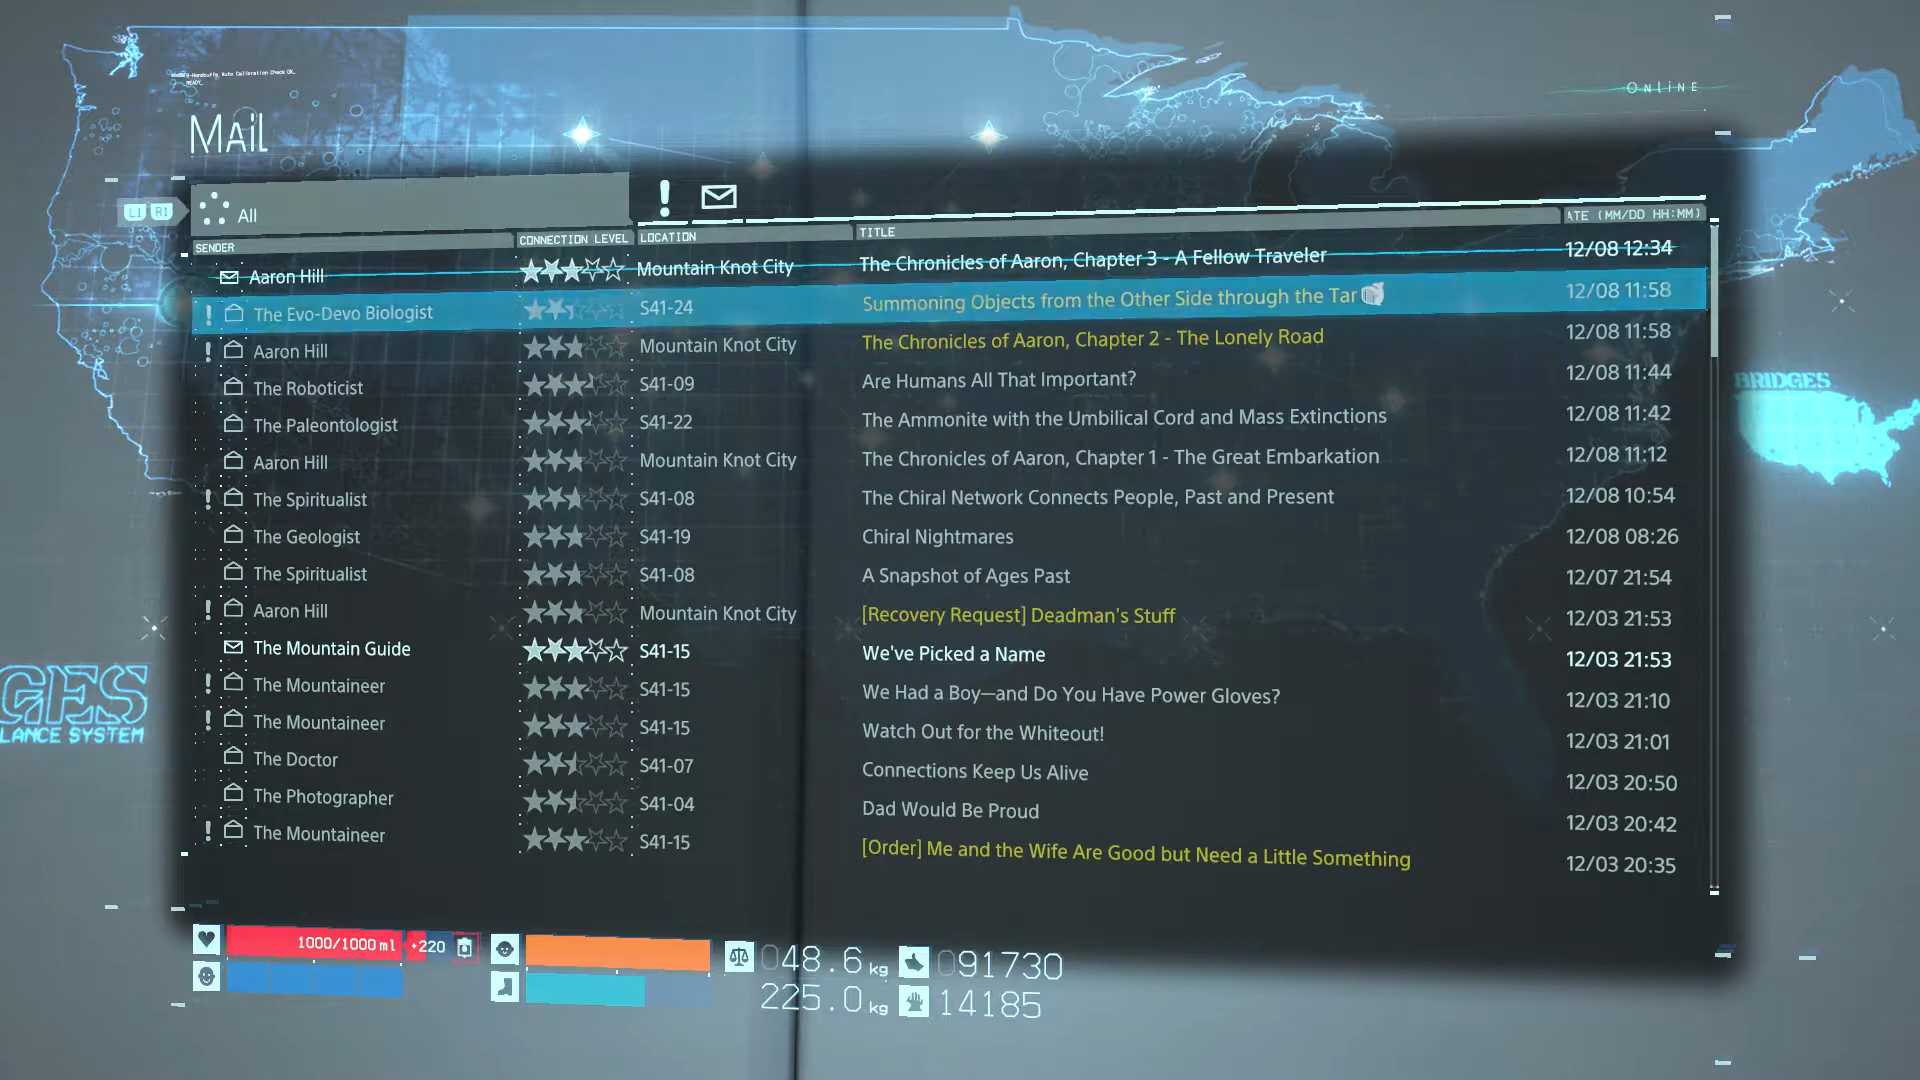 S-Handcuffs Auto Calibration Check OK.
READY.
ONLINE
MAIL
L1 R1 All
SENDER CONNECTION LEVEL LOCATION TITLE ATE (MM/DD HH:MM)
Aaron Hill Mountain Knot City The Chronicles of Aaron, Chapter 3 - A Fellow Traveler 12/08 12:34
! The Evo-Devo Biologist S41-24 Summoning Objects from the Other Side through the Tar 12/08 11:58
! Aaron Hill Mountain Knot City The Chronicles of Aaron, Chapter 2 - The Lonely Road 12/08 11:58
The Roboticist S41-09 Are Humans All That Important? 12/08 11:44
The Paleontologist S41-22 The Ammonite with the Umbilical Cord and Mass Extinctions 12/08 11:42
Aaron Hill Mountain Knot City The Chronicles of Aaron, Chapter 1 - The Great Embarkation 12/08 11:12
! The Spiritualist S41-08 The Chiral Network Connects People, Past and Present 12/08 10:54
The Geologist S41-19 Chiral Nightmares 12/08 08:26
The Spiritualist S41-08 A Snapshot of Ages Past 12/07 21:54
! Aaron Hill Mountain Knot City [Recovery Request] Deadman's Stuff 12/03 21:53
The Mountain Guide S41-15 We've Picked a Name 12/03 21:53
! The Mountaineer S41-15 We Had a Boy—and Do You Have Power Gloves? 12/03 21:10
! The Mountaineer S41-15 Watch Out for the Whiteout! 12/03 21:01
The Doctor S41-07 Connections Keep Us Alive 12/03 20:50
The Photographer S41-04 Dad Would Be Proud 12/03 20:42
! The Mountaineer S41-15 [Order] Me and the Wife Are Good but Need a Little Something 12/03 20:35
BRIDGES
GES
LANCE SYSTEM
1000/1000 ml +220 048.6 kg 091730
225.0 kg 14185